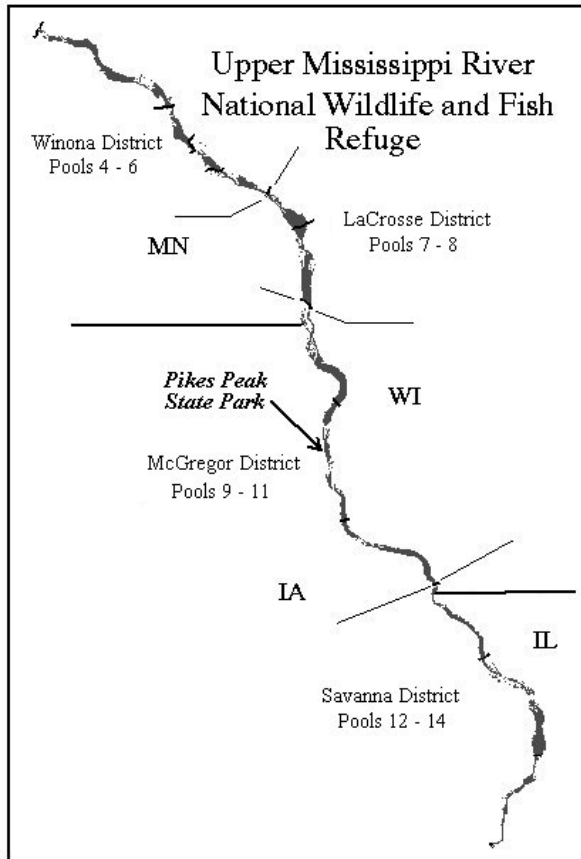 Upper Mississippi River
National Wildlife and Fish
Refuge
Winona District
Pools 4 - 6
LaCrosse District
Pools 7 - 8
MN
Pikes Peak
State Park
WI
McGregor District
Pools 9 - 11
IA
IL
Savanna District
Pools 12 - 14